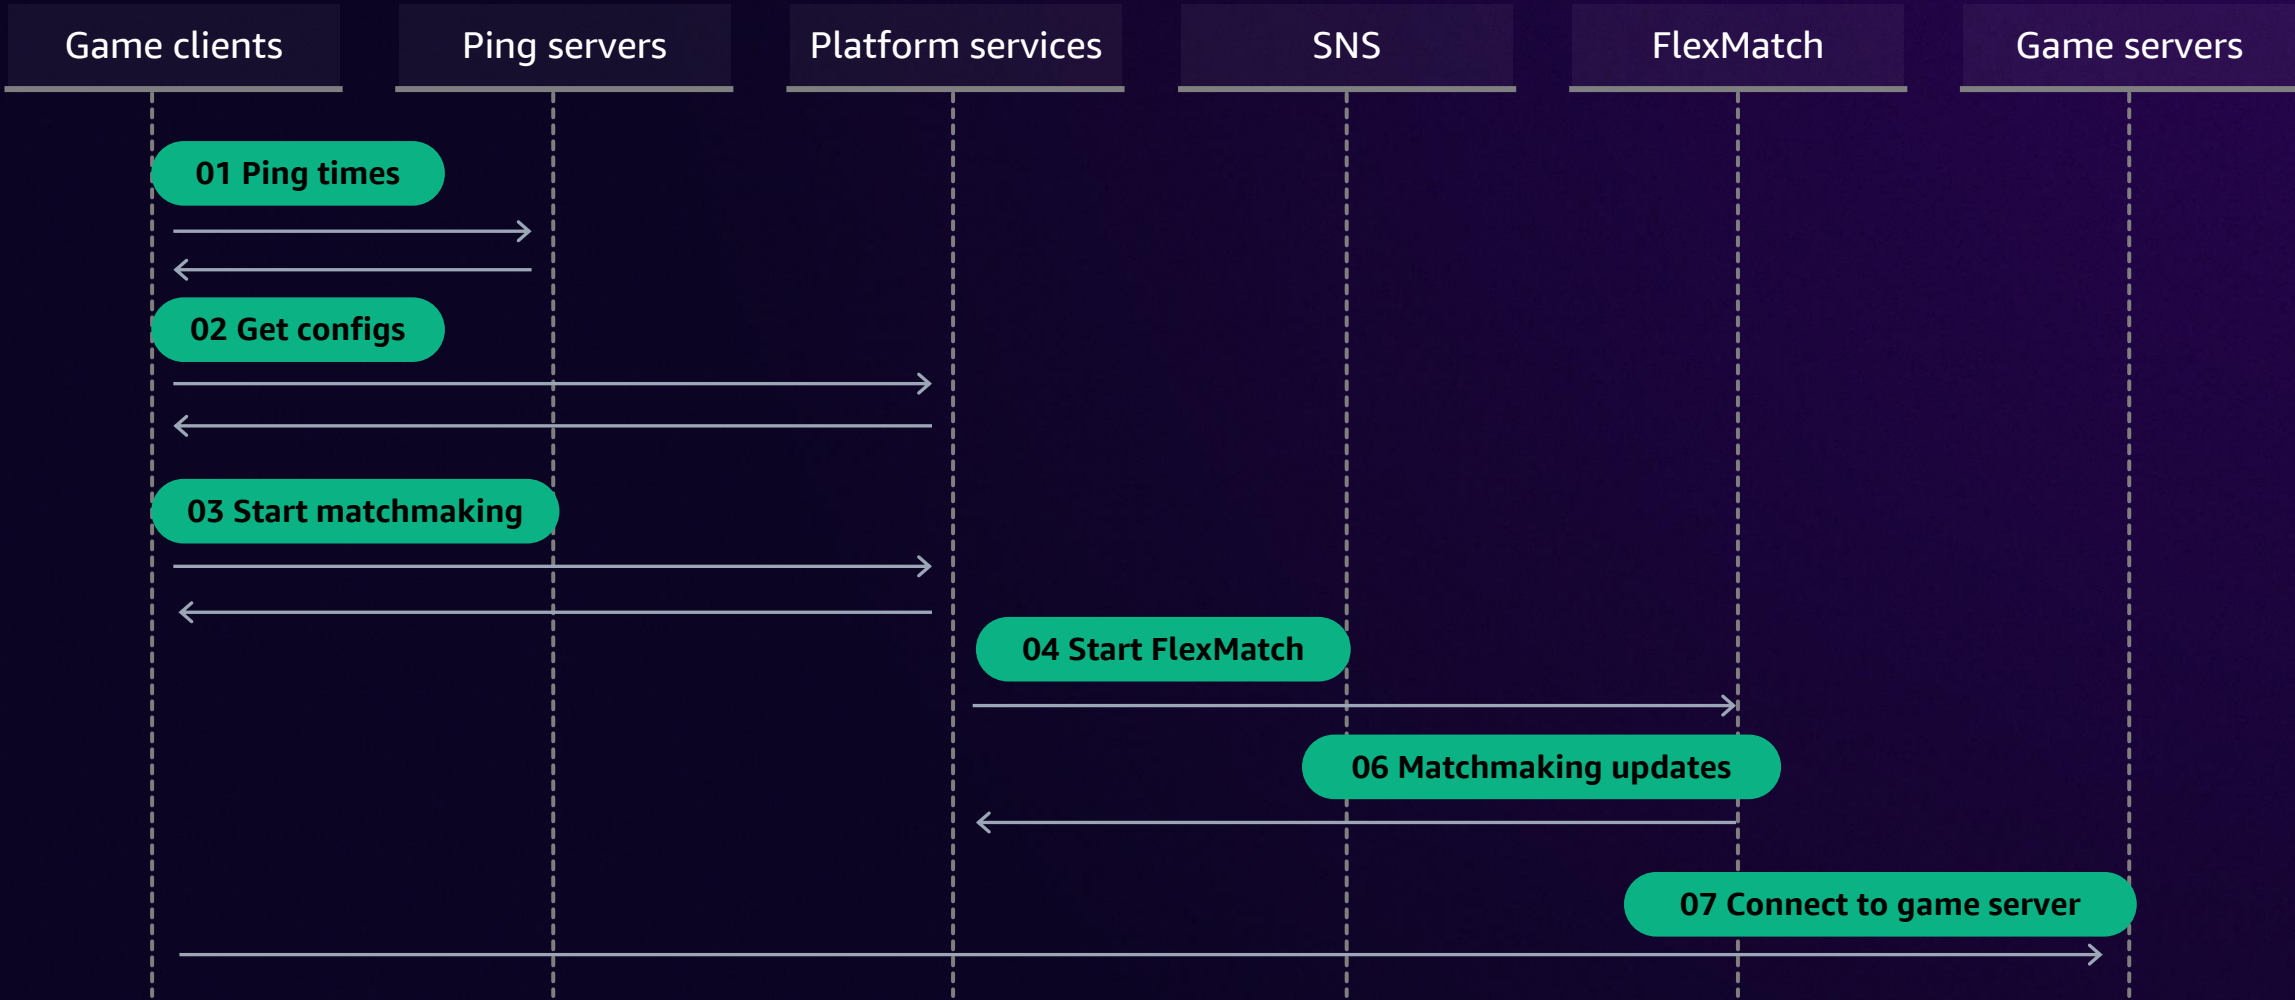 Game clients
Ping servers
Platform services
SNS
FlexMatch
Game servers
01 Ping times
02 Get configs
03 Start matchmaking
04 Start FlexMatch
06 Matchmaking updates
07 Connect to game server